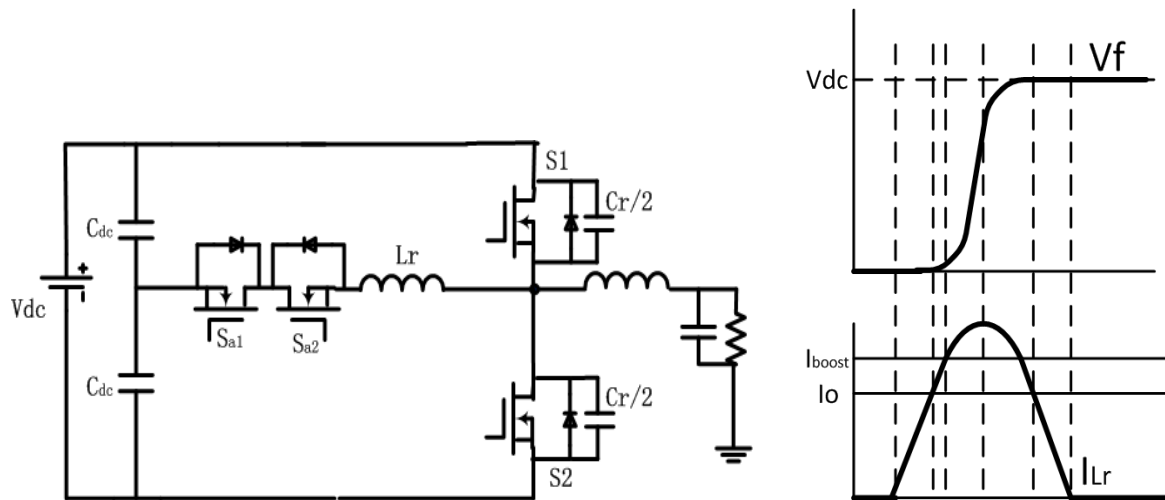 S1
Cr/2
Cdc
Lr
Vdc
+
-
Sa1
Sa2
Cdc
Cr/2
S2
Vdc
Vf
Iboost
Io
ILr